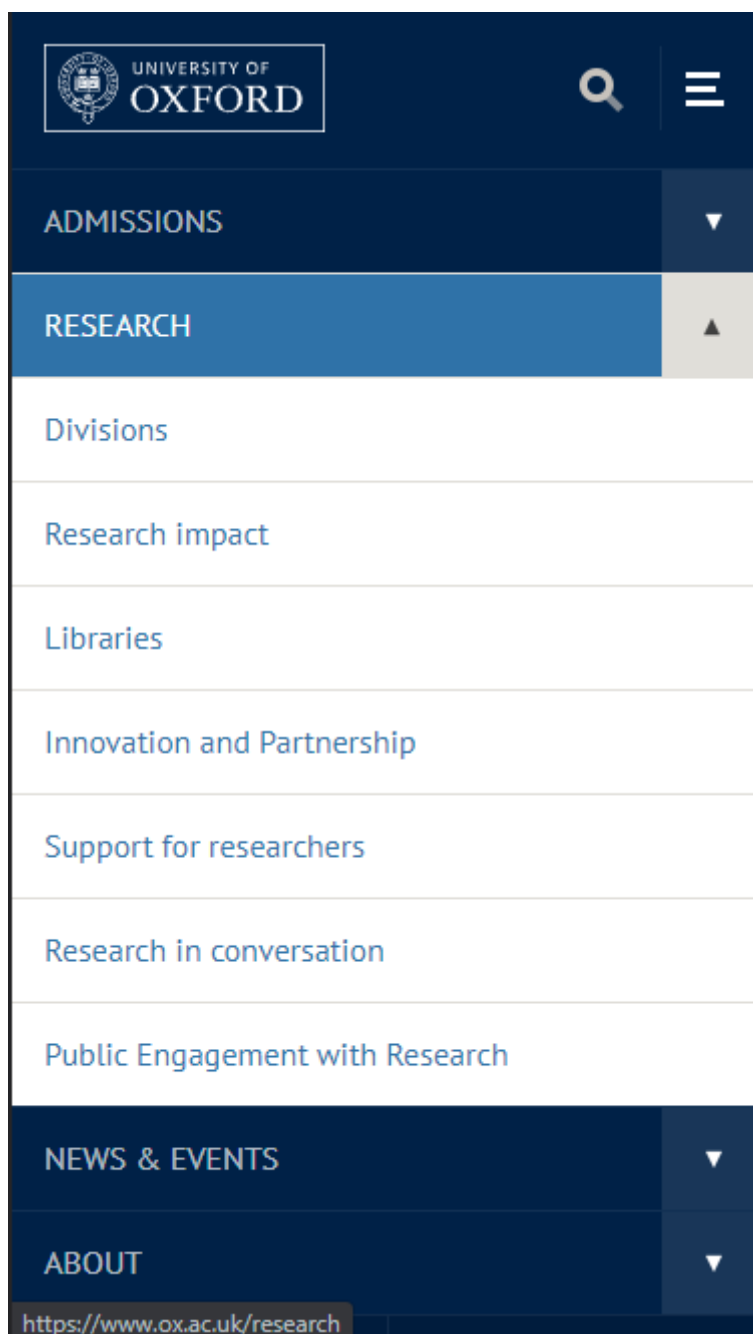 UNIVERSITY OF
OXFORD
ADMISSIONS
RESEARCH
Divisions
Research impact
Libraries
Innovation and Partnership
Support for researchers
Research in conversation
Public Engagement with Research
NEWS & EVENTS
ABOUT
https://www.ox.ac.uk/research